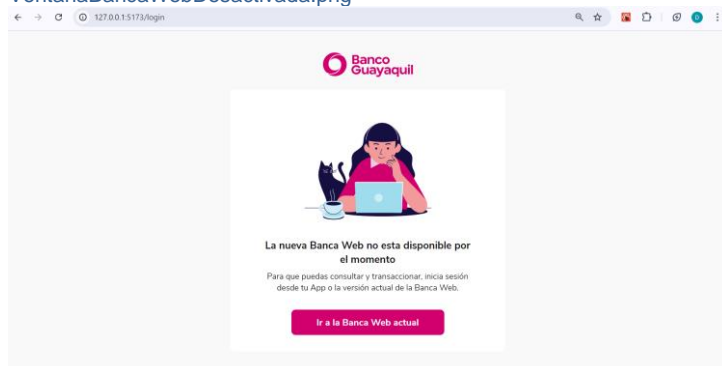 VentanaBancaWebDesactivada.png
127.0.0.1:5173/login
Banco
Guayaquil
La nueva Banca Web no esta disponible por
el momento
Para que puedas consultar y transaccionar, inicia sesión
desde tu App o la versión actual de la Banca Web.
Ir a la Banca Web actual